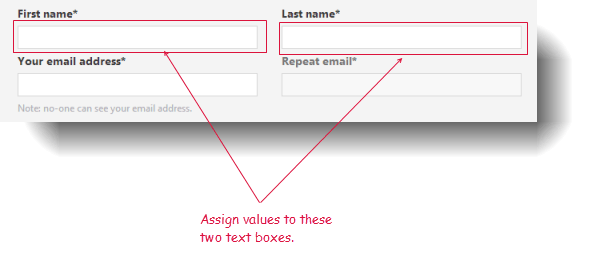 First name*
Last name*
Your email address*
Repeat email*
Note: no-one can see your email address.
Assign values to these
two text boxes.